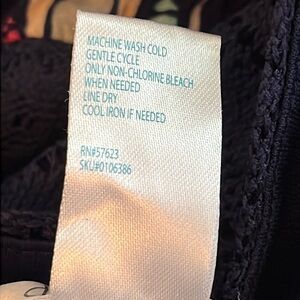 MACHINE WASH COLD
GENTLE CYCLE
ONLY NON-CHLORINE BLEACH
WHEN NEEDED
LINE DRY
COOL IRON IF NEEDED
RN#57623
SKU#0106386